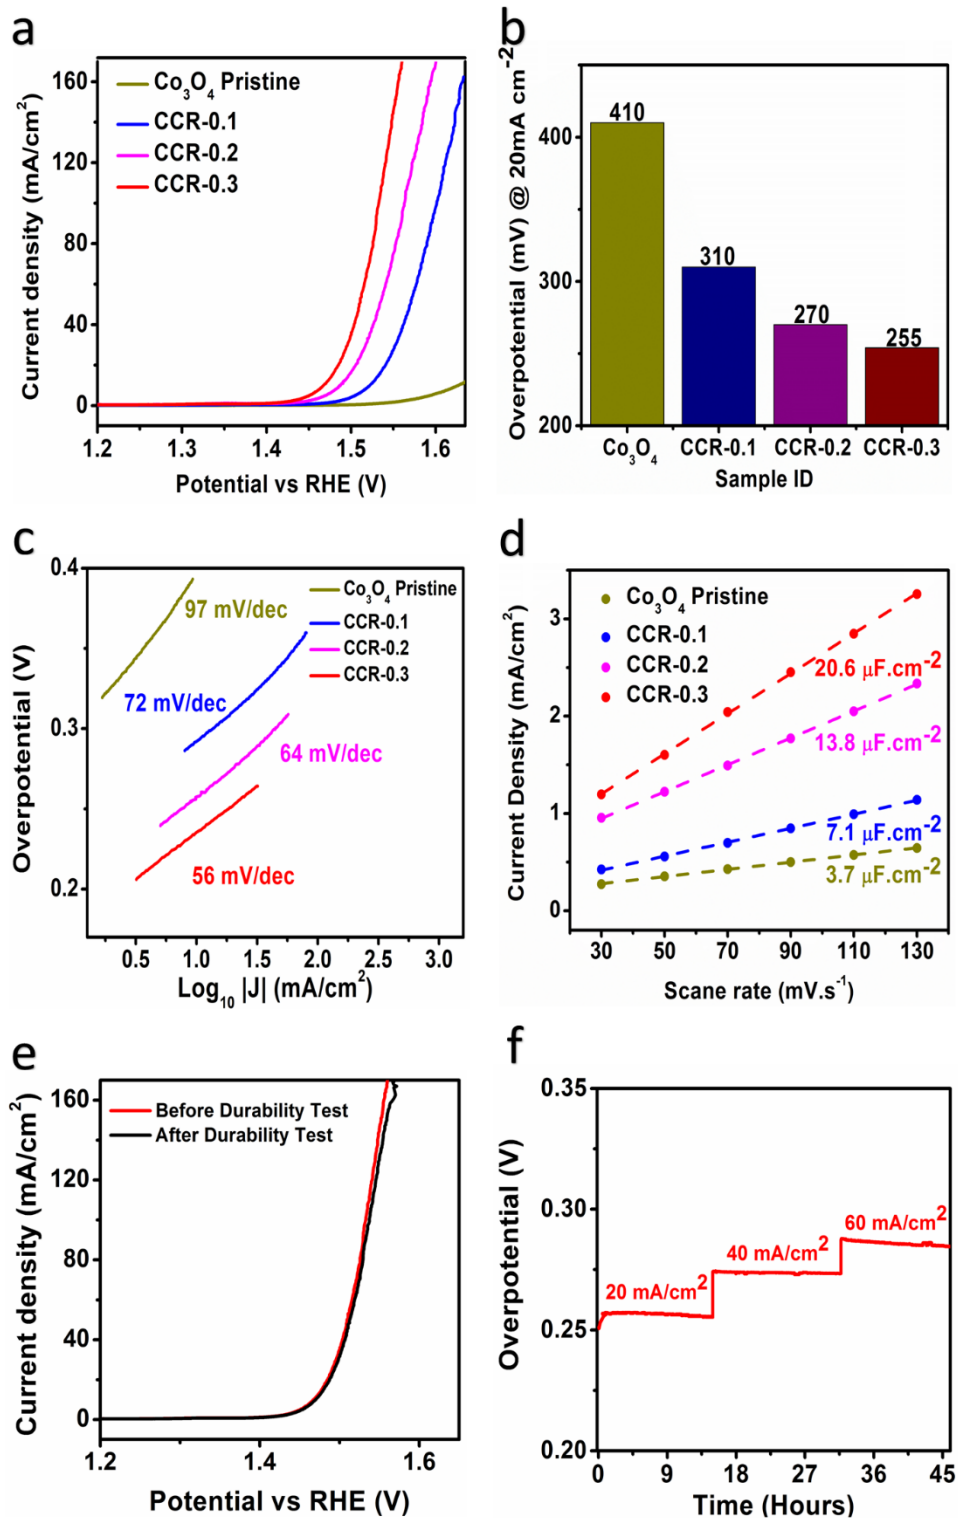 a
Current density (mA/cm²)
160
120
80
40
0
Co₃O₄ Pristine
CCR-0.1
CCR-0.2
CCR-0.3
1.2 1.3 1.4 1.5 1.6
Potential vs RHE (V)
b
Overpotential (mV) @ 20mA cm⁻²
400
300
200
410
310
270
255
Co₃O₄ CCR-0.1 CCR-0.2 CCR-0.3
Sample ID
c
Overpotential (V)
0.4
0.3
0.2
Co₃O₄ Pristine
CCR-0.1
CCR-0.2
CCR-0.3
97 mV/dec
72 mV/dec
64 mV/dec
56 mV/dec
0.5 1.0 1.5 2.0 2.5 3.0
Log₁₀ |J| (mA/cm²)
d
Current Density (mA/cm²)
3
2
1
0
Co₃O₄ Pristine
CCR-0.1
CCR-0.2
CCR-0.3
20.6 µF.cm⁻²
13.8 µF.cm⁻²
7.1 µF.cm⁻²
3.7 µF.cm⁻²
30 50 70 90 110 130
Scane rate (mV.s⁻¹)
e
Current density (mA/cm²)
160
120
80
40
0
Before Durability Test
After Durability Test
1.2 1.4 1.5 1.6
Potential vs RHE (V)
f
Overpotential (V)
0.35
0.30
0.25
0.20
20 mA/cm²
40 mA/cm²
60 mA/cm²
0 9 18 27 36 45
Time (Hours)